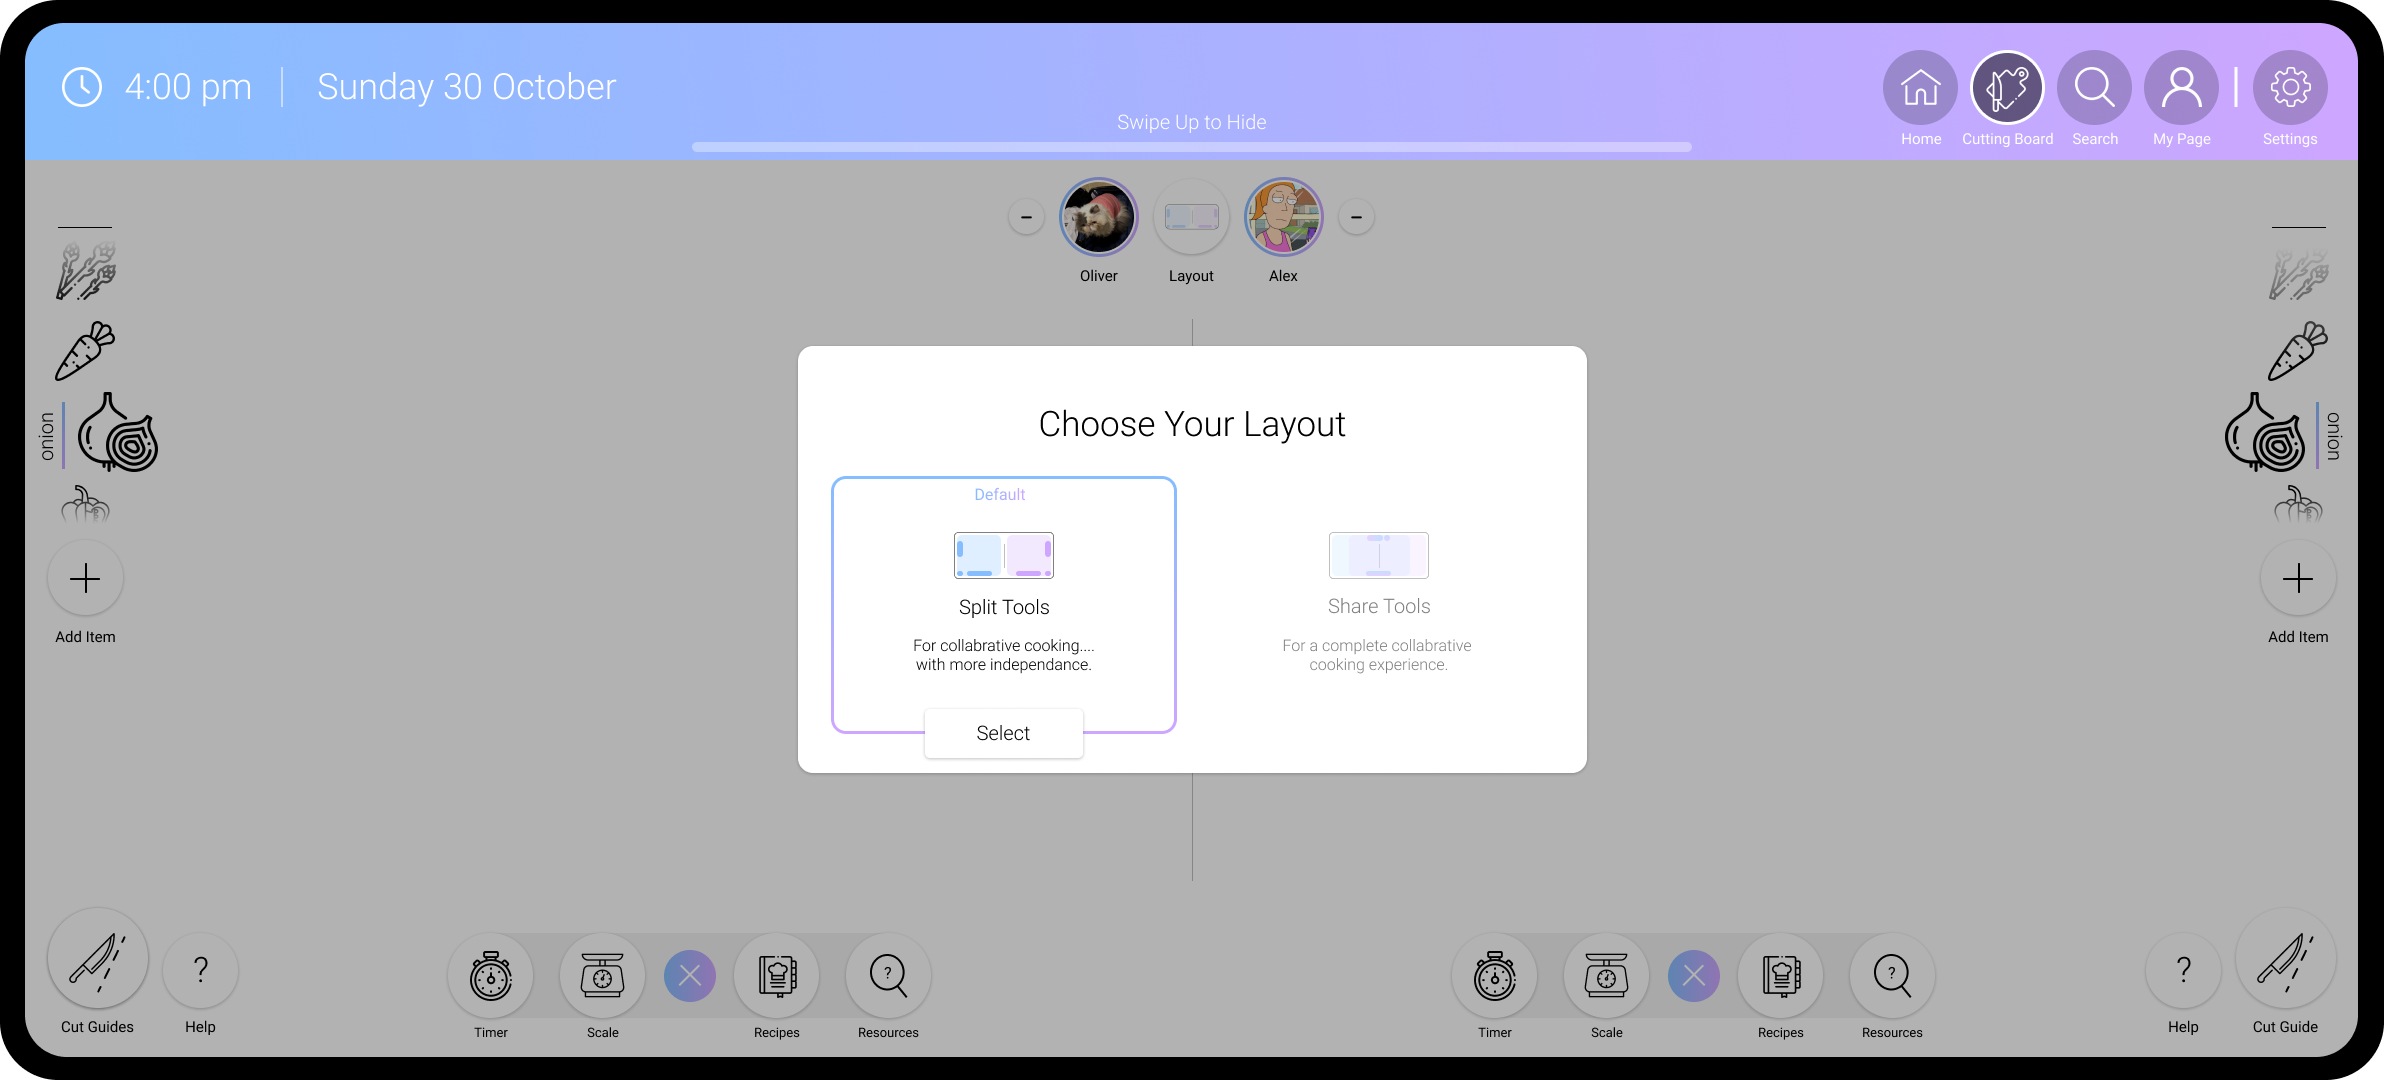 4:00 pm
Sunday 30 October
Swipe Up to Hide
Home
Cutting Board
Search
My Page
Settings
Oliver
Layout
Alex
onion
onion
Choose Your Layout
Default
Split Tools
For collabrative cooking....
with more independance.
Select
Share Tools
For a complete collabrative
cooking experience.
Add Item
Add Item
?
Cut Guides
Help
Timer
Scale
?
Recipes
Resources
Timer
Scale
?
Recipes
Resources
?
Help
Cut Guide